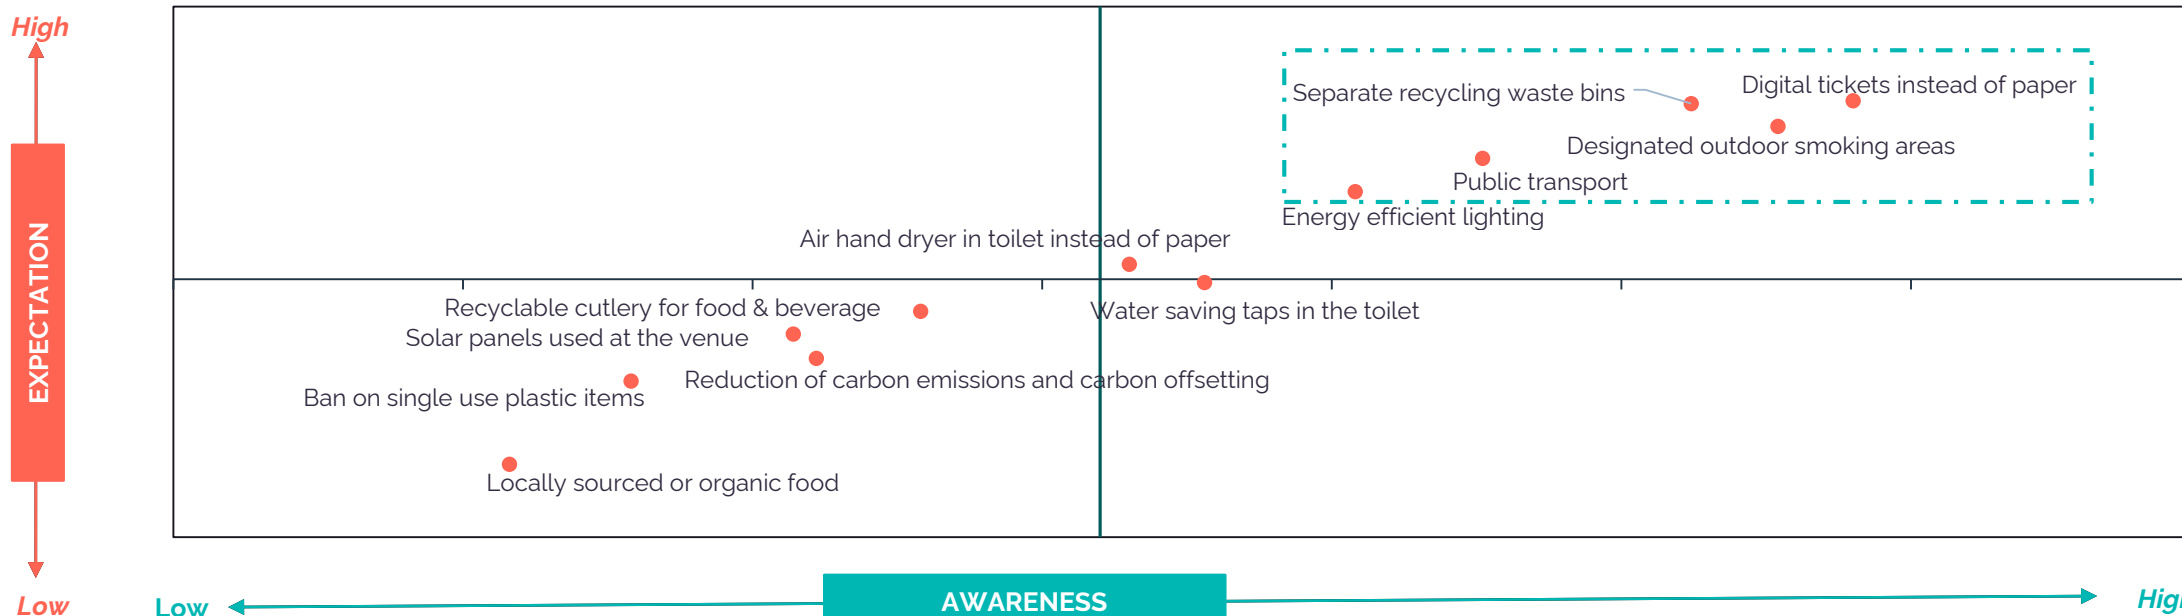 High
Separate recycling waste bins
Digital tickets instead of paper
Designated outdoor smoking areas
Public transport
Energy efficient lighting
Air hand dryer in toilet instead of paper
EXPECTATION
Recyclable cutlery for food & beverage
Water saving taps in the toilet
Solar panels used at the venue
Reduction of carbon emissions and carbon offsetting
Ban on single use plastic items
Locally sourced or organic food
Low
Low
AWARENESS
High